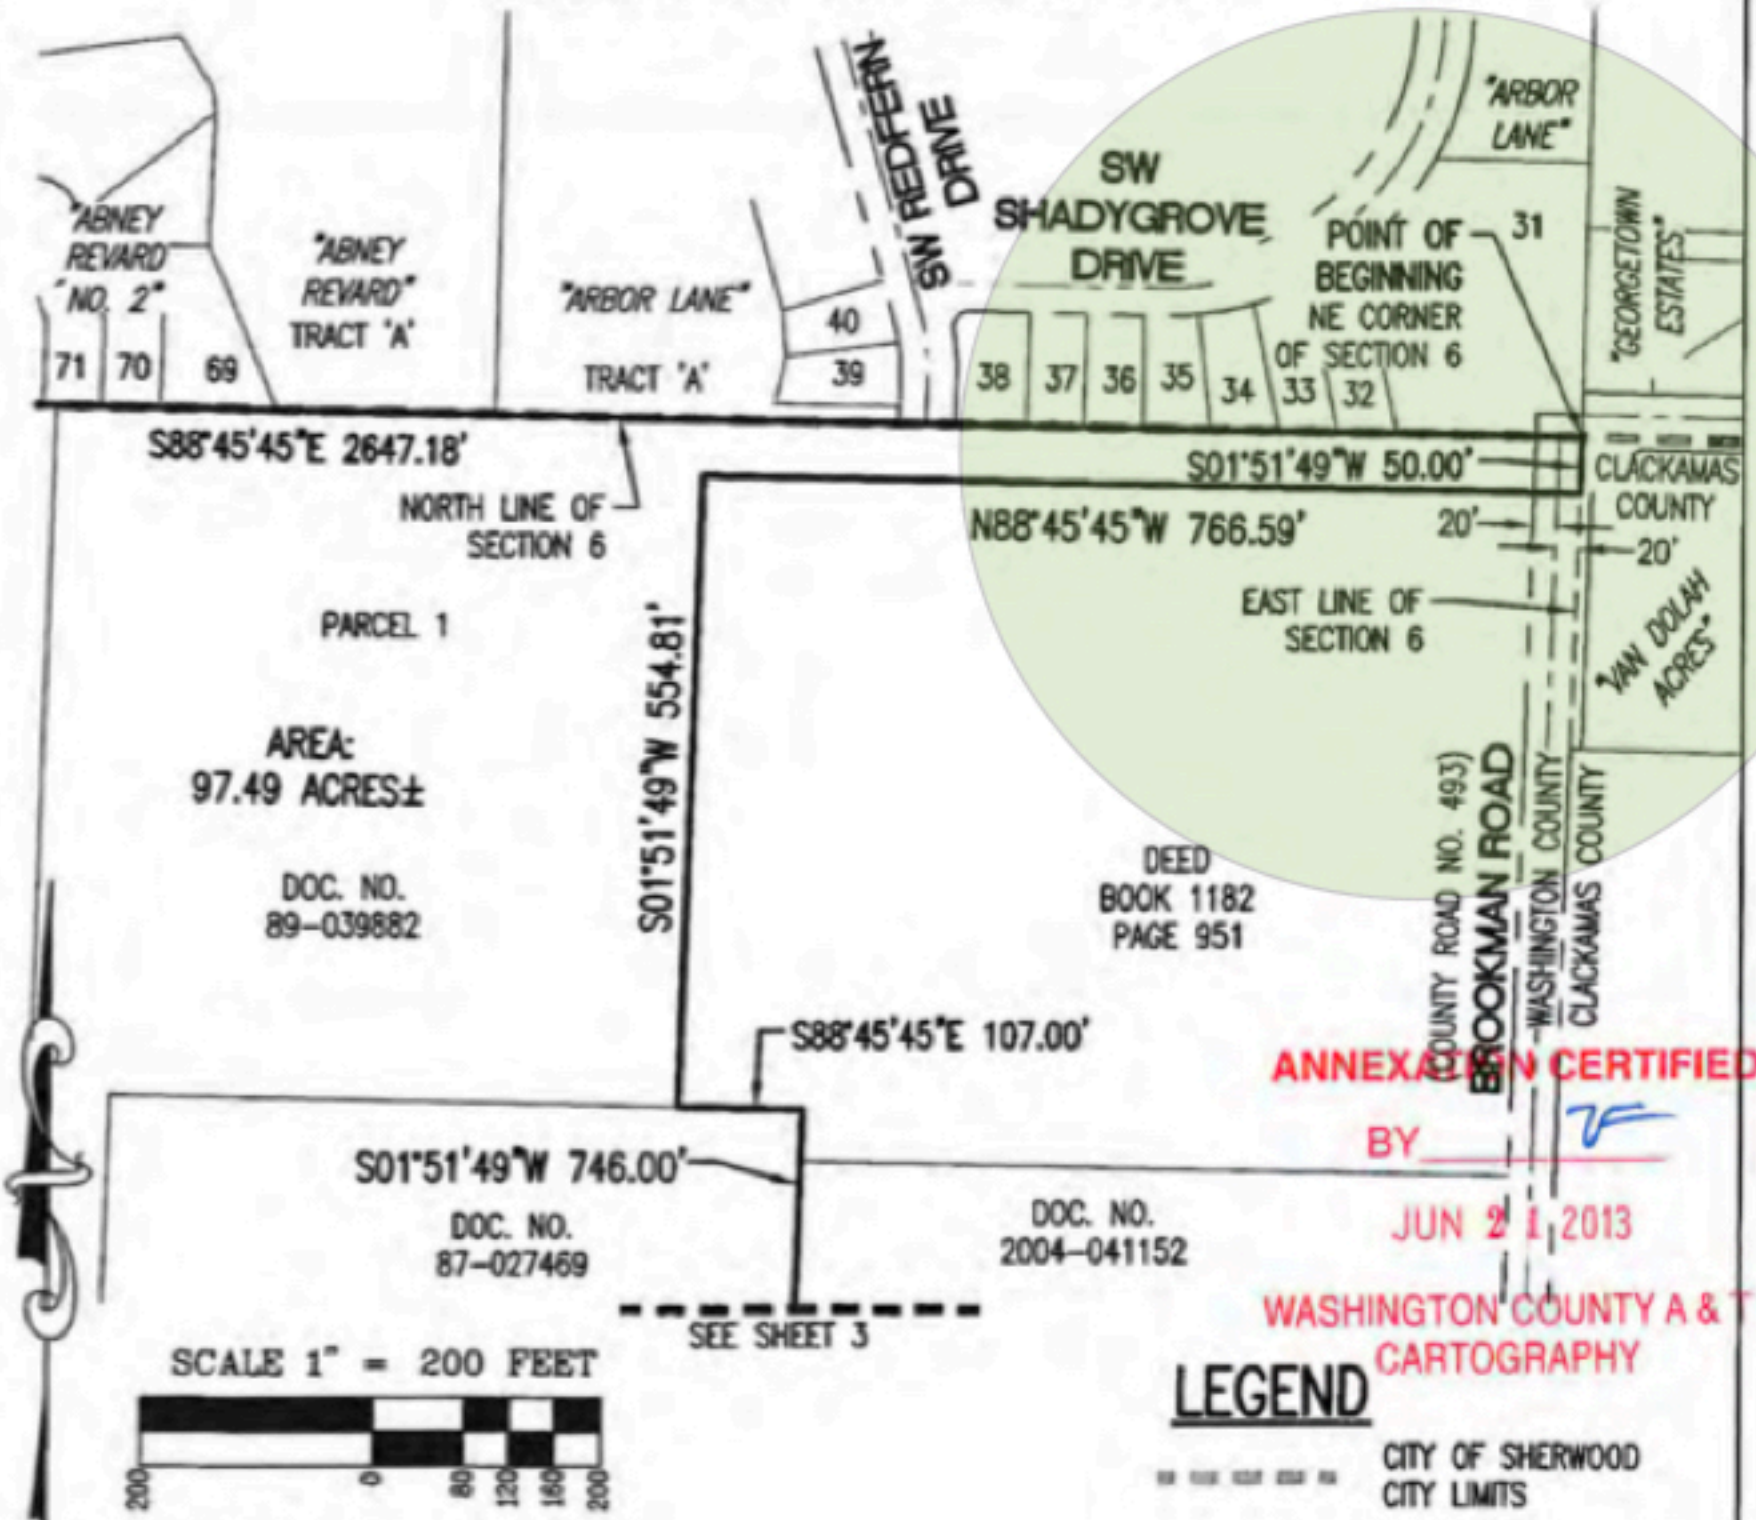 "ARBOR
LANE"
SW REDFERN
DRIVE
SW
SHADYGROVE
DRIVE
POINT OF
BEGINNING
NE CORNER
OF SECTION 6
31
"GEORGETOWN
ESTATES"
"ABNEY
REVARD
NO. 2"
"ABNEY
REVARD"
TRACT 'A'
"ARBOR LANE"
TRACT 'A'
40
39
71
70
69
38
37
36
35
34
33
32
S88°45'45"E 2647.18'
S01°51'49"W 50.00'
CLACKAMAS
COUNTY
NORTH LINE OF
SECTION 6
N88°45'45"W 766.59'
20'
20'
EAST LINE OF
SECTION 6
"VAN DOLAH
ACRES"
PARCEL 1
S01°51'49"W 554.81'
AREA:
97.49 ACRES±
DOC. NO.
89-039882
DEED
BOOK 1182
PAGE 951
(COUNTY ROAD NO. 493)
BROOKMAN ROAD
WASHINGTON COUNTY
CLACKAMAS COUNTY
S88°45'45"E 107.00'
ANNEXATION CERTIFIED
BY
S01°51'49"W 746.00'
DOC. NO.
87-027469
DOC. NO.
2004-041152
JUN 21 2013
SEE SHEET 3
WASHINGTON COUNTY A & T
CARTOGRAPHY
SCALE 1" = 200 FEET
200
0
80
120
160
200
LEGEND
CITY OF SHERWOOD
CITY LIMITS